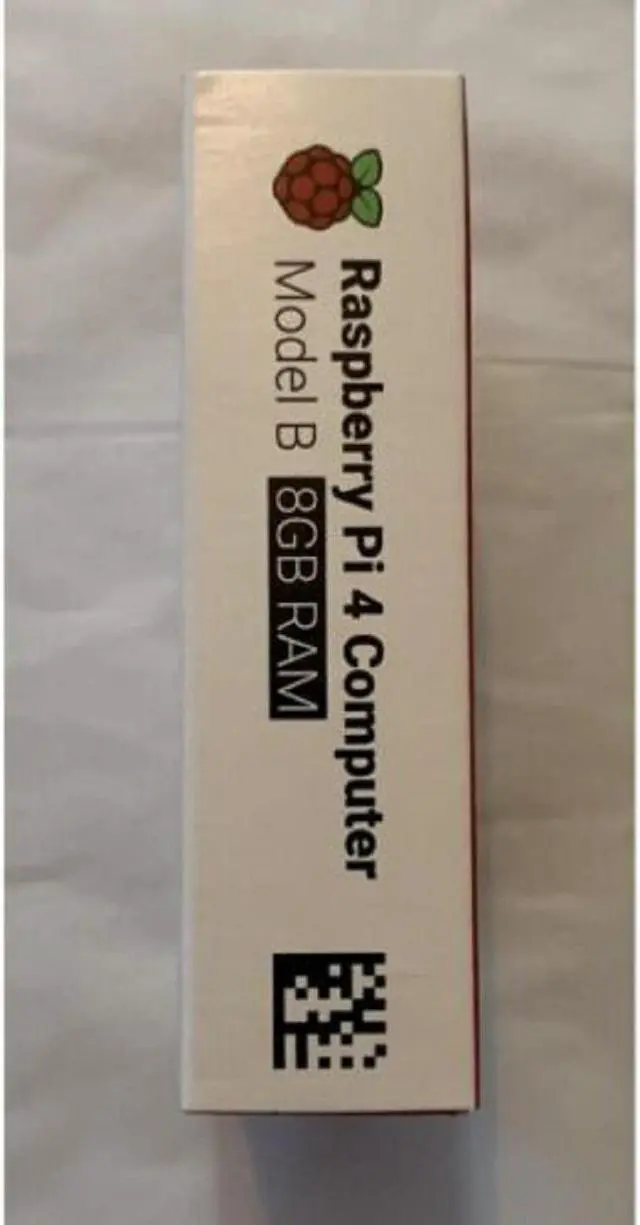 Raspberry Pi 4 Computer
Model B 8GB RAM